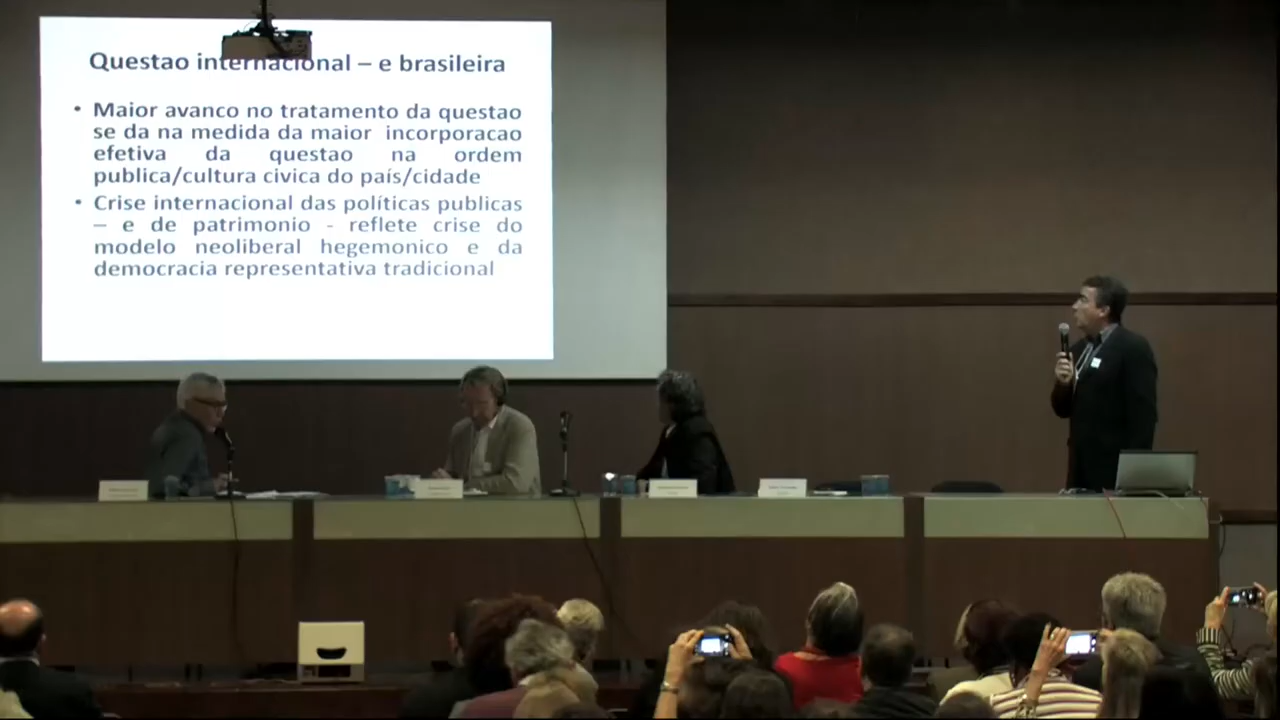 Questao internacional – e brasileira
• Maior avanco no tratamento da questao
se da na medida da maior incorporacao
efetiva da questao na ordem
publica/cultura civica do país/cidade
• Crise internacional das políticas publicas
– e de patrimonio - reflete crise do
modelo neoliberal hegemonico e da
democracia representativa tradicional